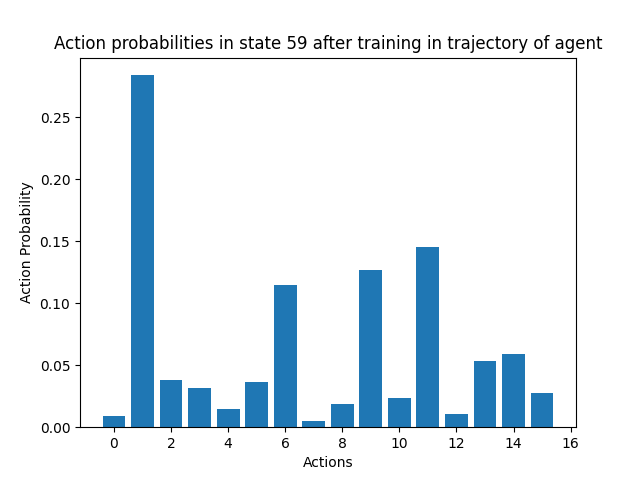 Action probabilities in state 59 after training in trajectory of agent
0.25
0.20
0.15
0.10
0.05
0.00
Action Probability
0 2 4 6 8 10 12 14 16
Actions